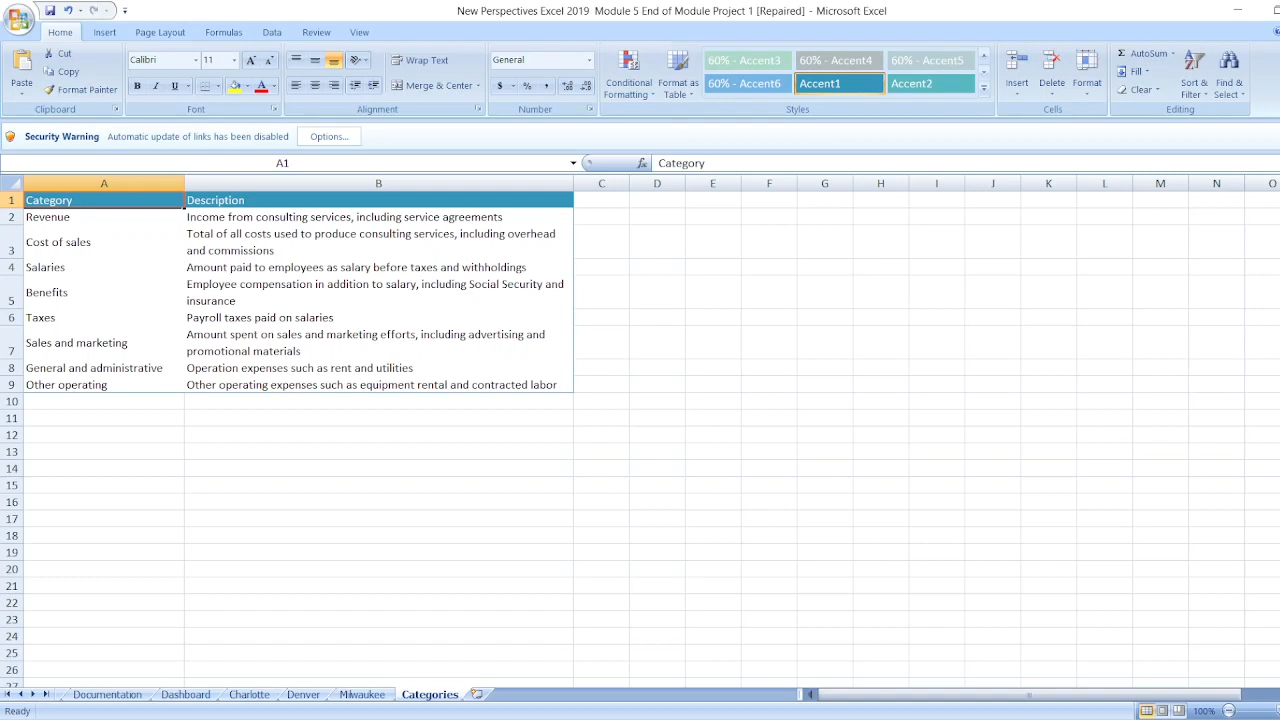 New Perspectives Excel 2019  Module 5 End of Module Project 1 [Repaired] - Microsoft Excel
Home Insert Page Layout Formulas Data Review View
Paste
Cut
Copy
Format Painter
Clipboard
Calibri 11
B I U A A A
Font
Wrap Text
Merge & Center
Alignment
General
$ % ,
Number
Conditional Formatting
Format as Table
60% - Accent3 60% - Accent4 60% - Accent5
60% - Accent6 Accent1 Accent2
Styles
Insert Delete Format
Cells
Σ AutoSum
Fill
Clear
Sort & Filter
Find & Select
Editing
Security Warning Automatic update of links has been disabled Options...
A1 fx Category
A B C D E F G H I J K L M N O
1 Category Description
2 Revenue Income from consulting services, including service agreements
3 Cost of sales Total of all costs used to produce consulting services, including overhead
and commissions
4 Salaries Amount paid to employees as salary before taxes and withholdings
5 Benefits Employee compensation in addition to salary, including Social Security and
insurance
6 Taxes Payroll taxes paid on salaries
7 Sales and marketing Amount spent on sales and marketing efforts, including advertising and
promotional materials
8 General and administrative Operation expenses such as rent and utilities
9 Other operating Other operating expenses such as equipment rental and contracted labor
10
11
12
13
14
15
16
17
18
19
20
21
22
23
24
25
26
27
Documentation Dashboard Charlotte Denver Milwaukee Categories
Ready 100%